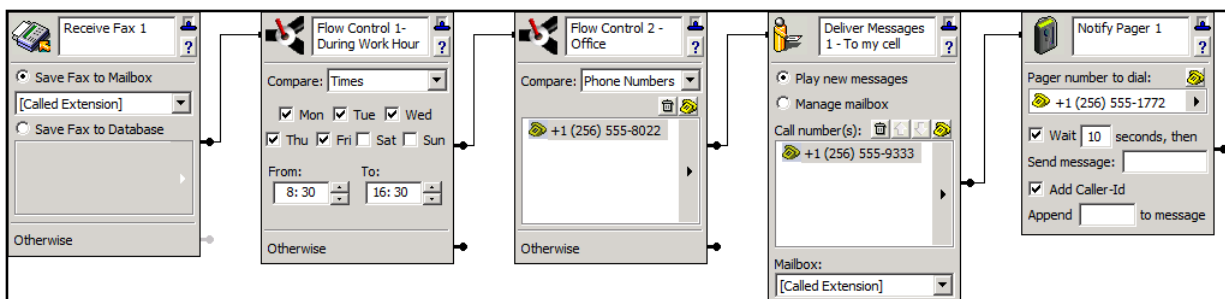 Receive Fax 1
?
Save Fax to Mailbox
[Called Extension]
Save Fax to Database
Otherwise
Flow Control 1-
During Work Hour
?
Compare: Times
Mon Tue Wed
Thu Fri Sat Sun
From: To:
8:30 16:30
Otherwise
Flow Control 2 -
Office
?
Compare: Phone Numbers
+1 (256) 555-8022
Otherwise
Deliver Messages
1 - To my cell
?
Play new messages
Manage mailbox
Call number(s):
+1 (256) 555-9333
Mailbox:
[Called Extension]
Notify Pager 1
?
Pager number to dial:
+1 (256) 555-1772
Wait 10 seconds, then
Send message:
Add Caller-Id
Append to message